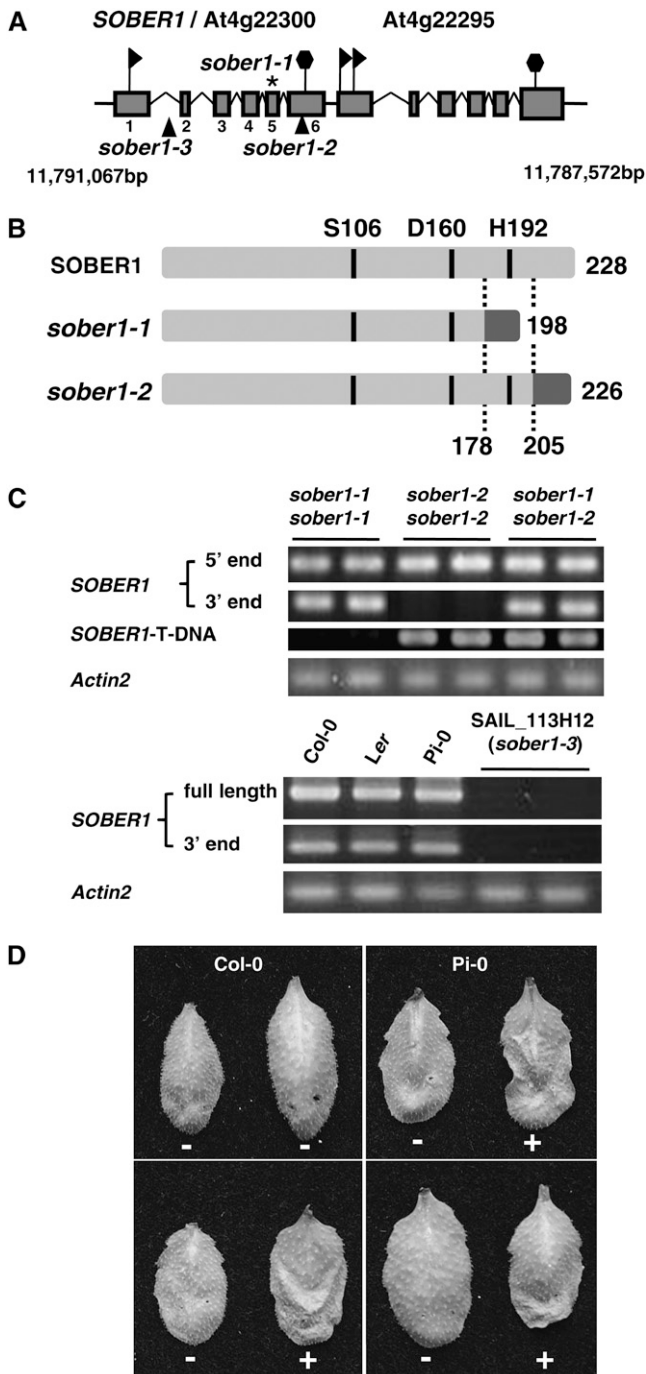 A
SOBER1 / At4g22300 At4g22295
sober1-1
*
1 2 3 4 5 6
sober1-3 sober1-2
11,791,067bp 11,787,572bp
B
S106 D160 H192
SOBER1 228
sober1-1 198
sober1-2 226
178 205
C
sober1-1 sober1-2 sober1-1
sober1-1 sober1-2 sober1-2
5' end
SOBER1
3' end
SOBER1-T-DNA
Actin2
Col-0 Ler Pi-0 SAIL_113H12
(sober1-3)
full length
SOBER1
3' end
Actin2
D
Col-0 Pi-0
- - - +
- + - +